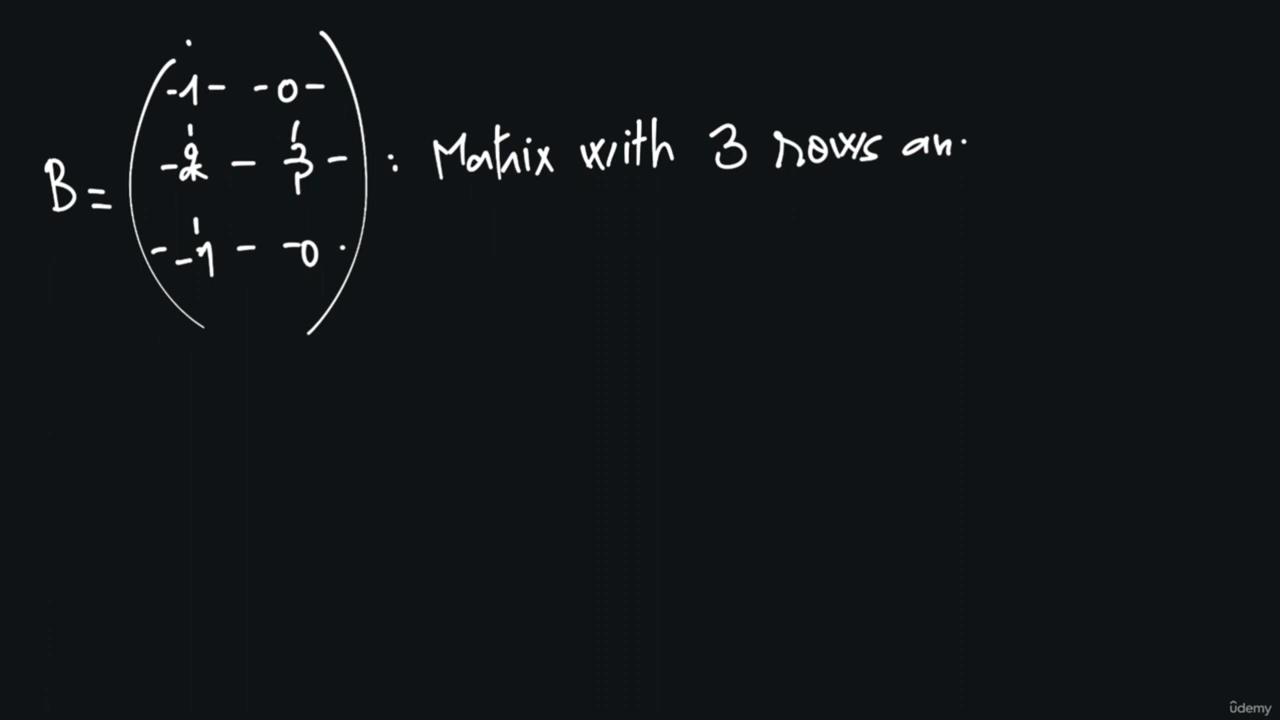 B = ( 1 0
2 3 : Matrix with 3 rows an
-1 0 )
ûdemy